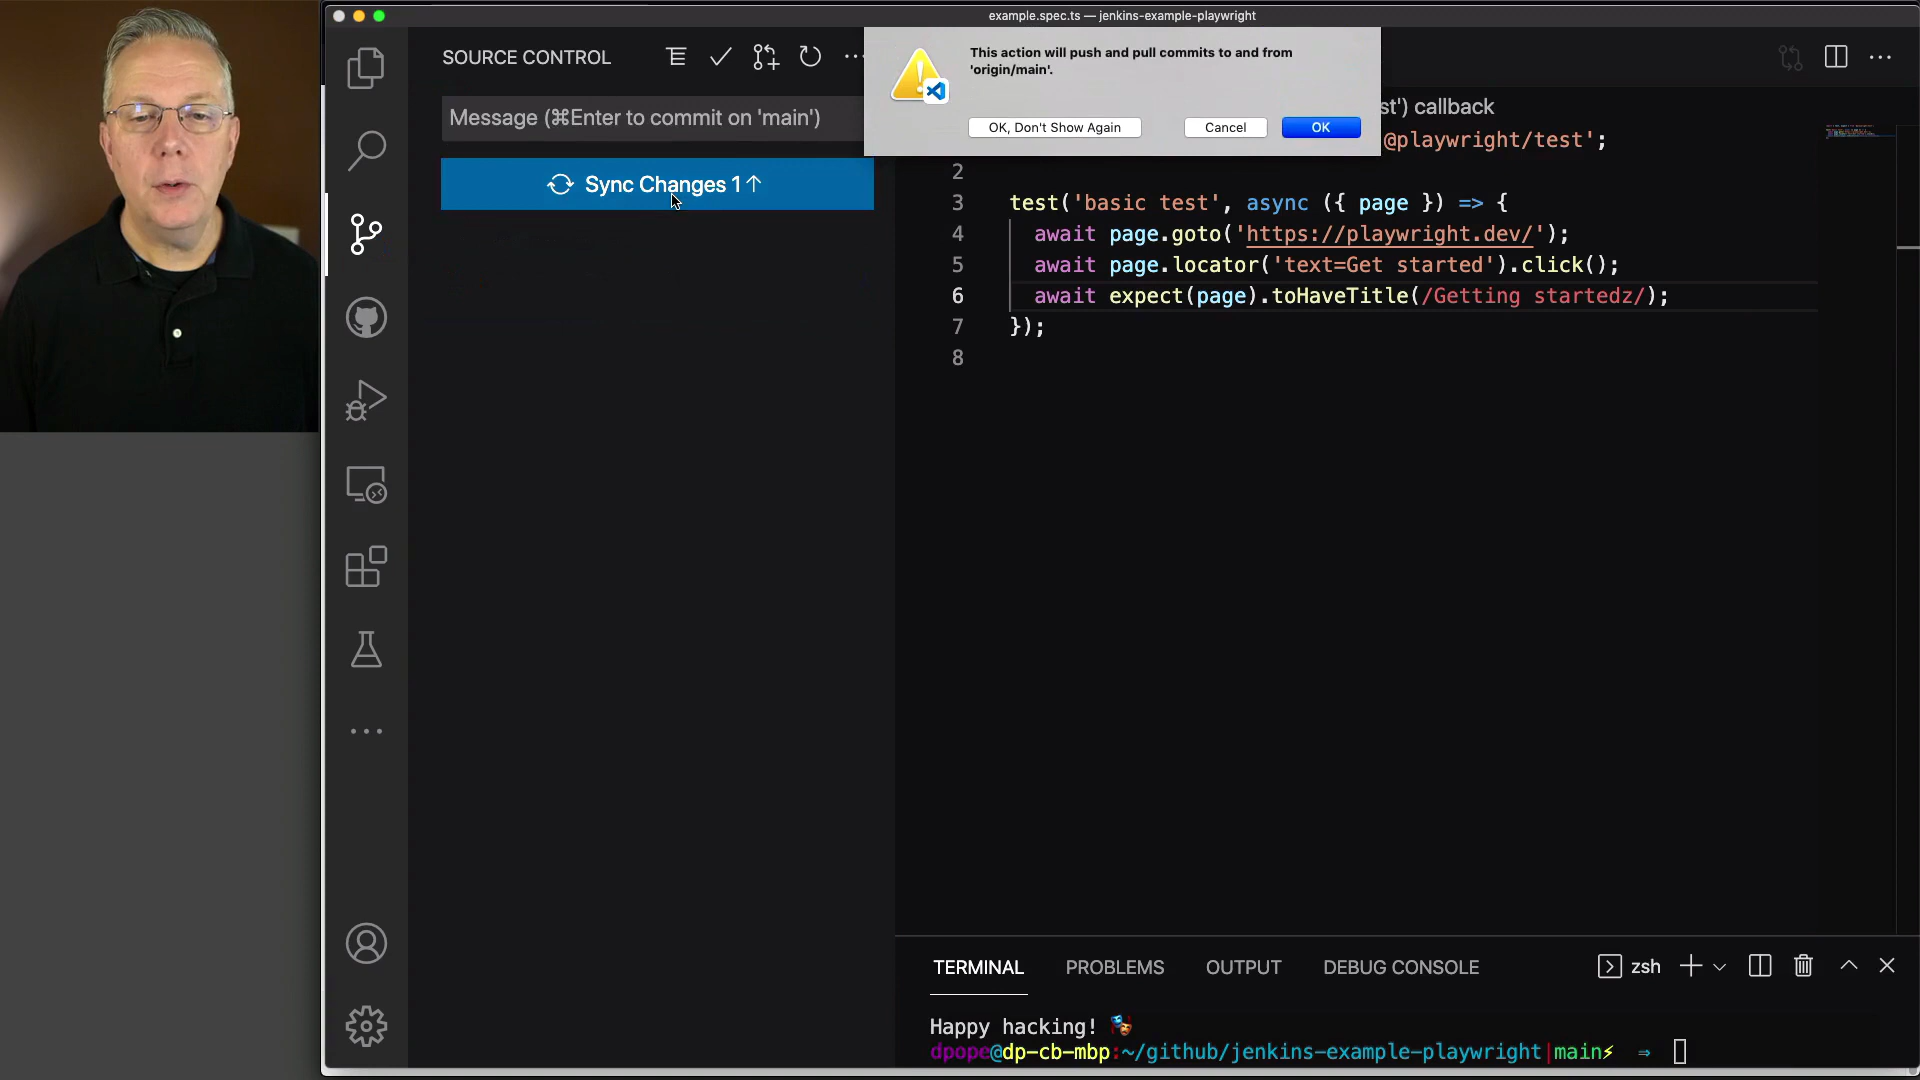 example.spec.ts — jenkins-example-playwright
SOURCE CONTROL
Message (⌘Enter to commit on 'main')
Sync Changes 1↑
This action will push and pull commits to and from
'origin/main'.
OK, Don't Show Again
Cancel
OK
st') callback
@playwright/test';
2
3 test('basic test', async ({ page }) => {
4 await page.goto('https://playwright.dev/');
5 await page.locator('text=Get started').click();
6 await expect(page).toHaveTitle(/Getting startedz/);
7 });
8
TERMINAL
PROBLEMS
OUTPUT
DEBUG CONSOLE
zsh
Happy hacking! 🎭
dpope@dp-cb-mbp:~/github/jenkins-example-playwright|main⚡ ⇒